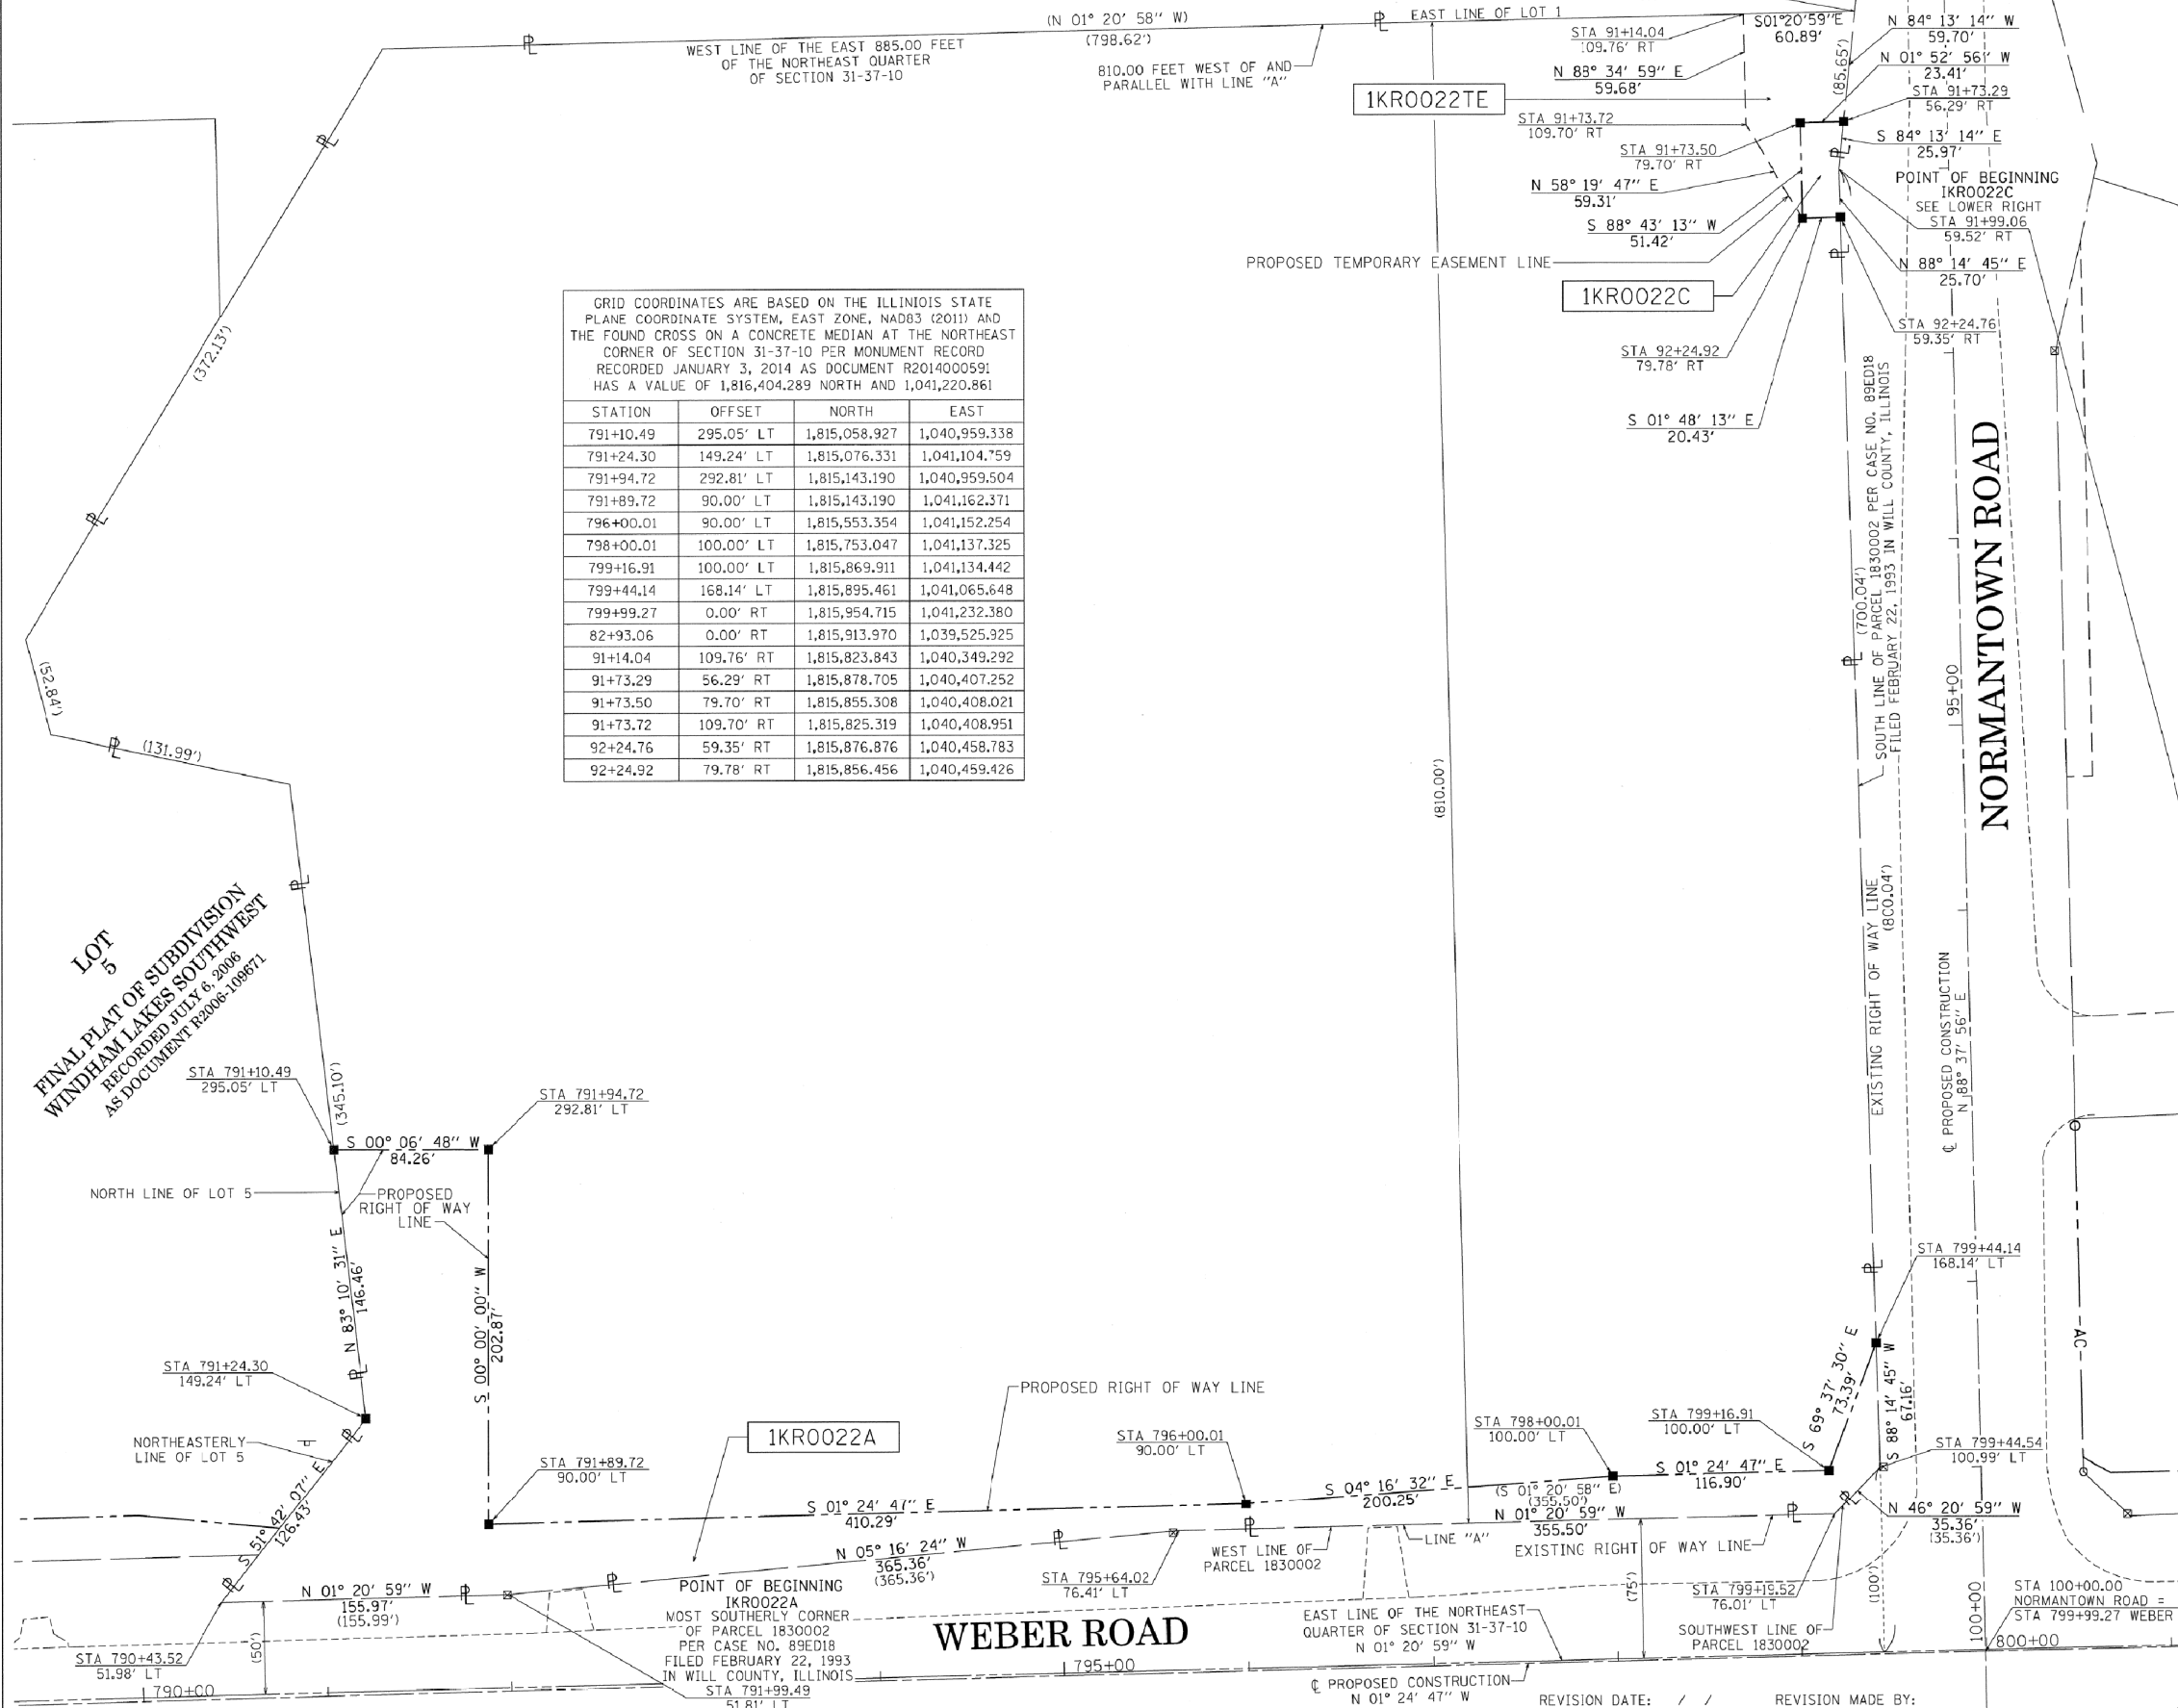 (N 01° 20' 58'' W)
(798.62')
EAST LINE OF LOT 1
WEST LINE OF THE EAST 885.00 FEET
OF THE NORTHEAST QUARTER
OF SECTION 31-37-10
810.00 FEET WEST OF AND
PARALLEL WITH LINE "A"
STA 91+14.04
109.76' RT
S01°20'59''E
60.89'
N 84° 13' 14'' W
59.70'
(85.65')
N 01° 52' 56'' W
23.41'
N 88° 34' 59'' E
59.68'
1KR0022TE
STA 91+73.29
56.29' RT
STA 91+73.72
109.70' RT
S 84° 13' 14'' E
25.97'
STA 91+73.50
79.70' RT
N 58° 19' 47'' E
59.31'
POINT OF BEGINNING
1KR0022C
SEE LOWER RIGHT
STA 91+99.06
59.52' RT
S 88° 43' 13'' W
51.42'
PROPOSED TEMPORARY EASEMENT LINE
N 88° 14' 45'' E
25.70'
1KR0022C
STA 92+24.76
59.35' RT
STA 92+24.92
79.78' RT
S 01° 48' 13'' E
20.43'
GRID COORDINATES ARE BASED ON THE ILLINIOIS STATE
PLANE COORDINATE SYSTEM, EAST ZONE, NAD83 (2011) AND
THE FOUND CROSS ON A CONCRETE MEDIAN AT THE NORTHEAST
CORNER OF SECTION 31-37-10 PER MONUMENT RECORD
RECORDED JANUARY 3, 2014 AS DOCUMENT R2014000591
HAS A VALUE OF 1,816,404.289 NORTH AND 1,041,220.861
STATION OFFSET NORTH EAST
791+10.49 295.05' LT 1,815,058.927 1,040,959.338
791+24.30 149.24' LT 1,815,076.331 1,041,104.759
791+94.72 292.81' LT 1,815,143.190 1,040,959.504
791+89.72 90.00' LT 1,815,143.190 1,041,162.371
796+00.01 90.00' LT 1,815,553.354 1,041,152.254
798+00.01 100.00' LT 1,815,753.047 1,041,137.325
799+16.91 100.00' LT 1,815,869.911 1,041,134.442
799+44.14 168.14' LT 1,815,895.461 1,041,065.648
799+99.27 0.00' RT 1,815,954.715 1,041,232.380
82+93.06 0.00' RT 1,815,913.970 1,039,525.925
91+14.04 109.76' RT 1,815,823.843 1,040,349.292
91+73.29 56.29' RT 1,815,878.705 1,040,407.252
91+73.50 79.70' RT 1,815,855.308 1,040,408.021
91+73.72 109.70' RT 1,815,825.319 1,040,408.951
92+24.76 59.35' RT 1,815,876.876 1,040,458.783
92+24.92 79.78' RT 1,815,856.456 1,040,459.426
(372.13')
(52.84')
(131.99')
(810.00')
(700.04')
SOUTH LINE OF PARCEL 1830002 PER CASE NO. 89ED18
FILED FEBRUARY 22, 1993 IN WILL COUNTY, ILLINOIS
95+00
NORMANTOWN ROAD
EXISTING RIGHT OF WAY LINE
(800.04')
℄ PROPOSED CONSTRUCTION
N 88° 37' 56'' E
LOT
5
FINAL PLAT OF SUBDIVISION
WINDHAM LAKES SOUTHWEST
RECORDED JULY 6, 2006
AS DOCUMENT R2006-109671
STA 791+10.49
295.05' LT
(345.10')
STA 791+94.72
292.81' LT
S 00° 06' 48'' W
84.26'
NORTH LINE OF LOT 5
PROPOSED
RIGHT OF WAY
LINE
N 83° 10' 31'' E
146.46'
S 00° 00' 00'' W
202.87'
STA 791+24.30
149.24' LT
NORTHEASTERLY
LINE OF LOT 5
S 51° 42' 07'' E
126.43'
STA 791+89.72
90.00' LT
1KR0022A
PROPOSED RIGHT OF WAY LINE
STA 796+00.01
90.00' LT
STA 798+00.01
100.00' LT
STA 799+16.91
100.00' LT
STA 799+44.14
168.14' LT
S 69° 37' 30'' E
73.39'
S 88° 14' 45'' W
67.16'
STA 799+44.54
100.99' LT
AC
S 01° 24' 47'' E
410.29'
S 04° 16' 32'' E
200.25'
(S 01° 20' 58'' E)
(355.50')
S 01° 24' 47'' E
116.90'
N 01° 20' 59'' W
355.50'
N 46° 20' 59'' W
35.36'
(35.36')
N 05° 16' 24'' W
365.36'
(365.36')
WEST LINE OF
PARCEL 1830002
LINE "A"
EXISTING RIGHT OF WAY LINE
N 01° 20' 59'' W
155.97'
(155.99')
STA 795+64.02
76.41' LT
STA 799+19.52
76.01' LT
(75')
(100')
(50')
POINT OF BEGINNING
1KR0022A
MOST SOUTHERLY CORNER
OF PARCEL 1830002
PER CASE NO. 89ED18
FILED FEBRUARY 22, 1993
IN WILL COUNTY, ILLINOIS
STA 791+99.49
51.81' LT
WEBER ROAD
EAST LINE OF THE NORTHEAST
QUARTER OF SECTION 31-37-10
N 01° 20' 59'' W
SOUTHWEST LINE OF
PARCEL 1830002
100+00
STA 100+00.00
NORMANTOWN ROAD =
STA 799+99.27 WEBER
800+00
STA 790+43.52
51.98' LT
790+00
795+00
℄ PROPOSED CONSTRUCTION
N 01° 24' 47'' W
REVISION DATE: / /
REVISION MADE BY: